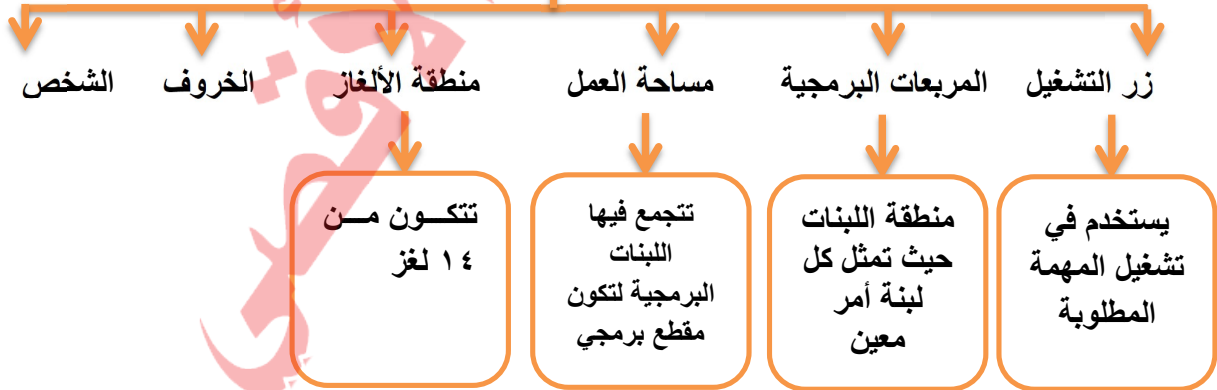 زر التشغيل
المربعات البرمجية
مساحة العمل
منطقة الألغاز
الخروف
الشخص
يستخدم في
تشغيل المهمة
المطلوبة
منطقة اللبنات
حيث تمثل كل
لبنة أمر
معين
تتجمع فيها
اللبنات
البرمجية لتكون
مقطع برمجي
تتكـــون مـــن
١٤ لغز